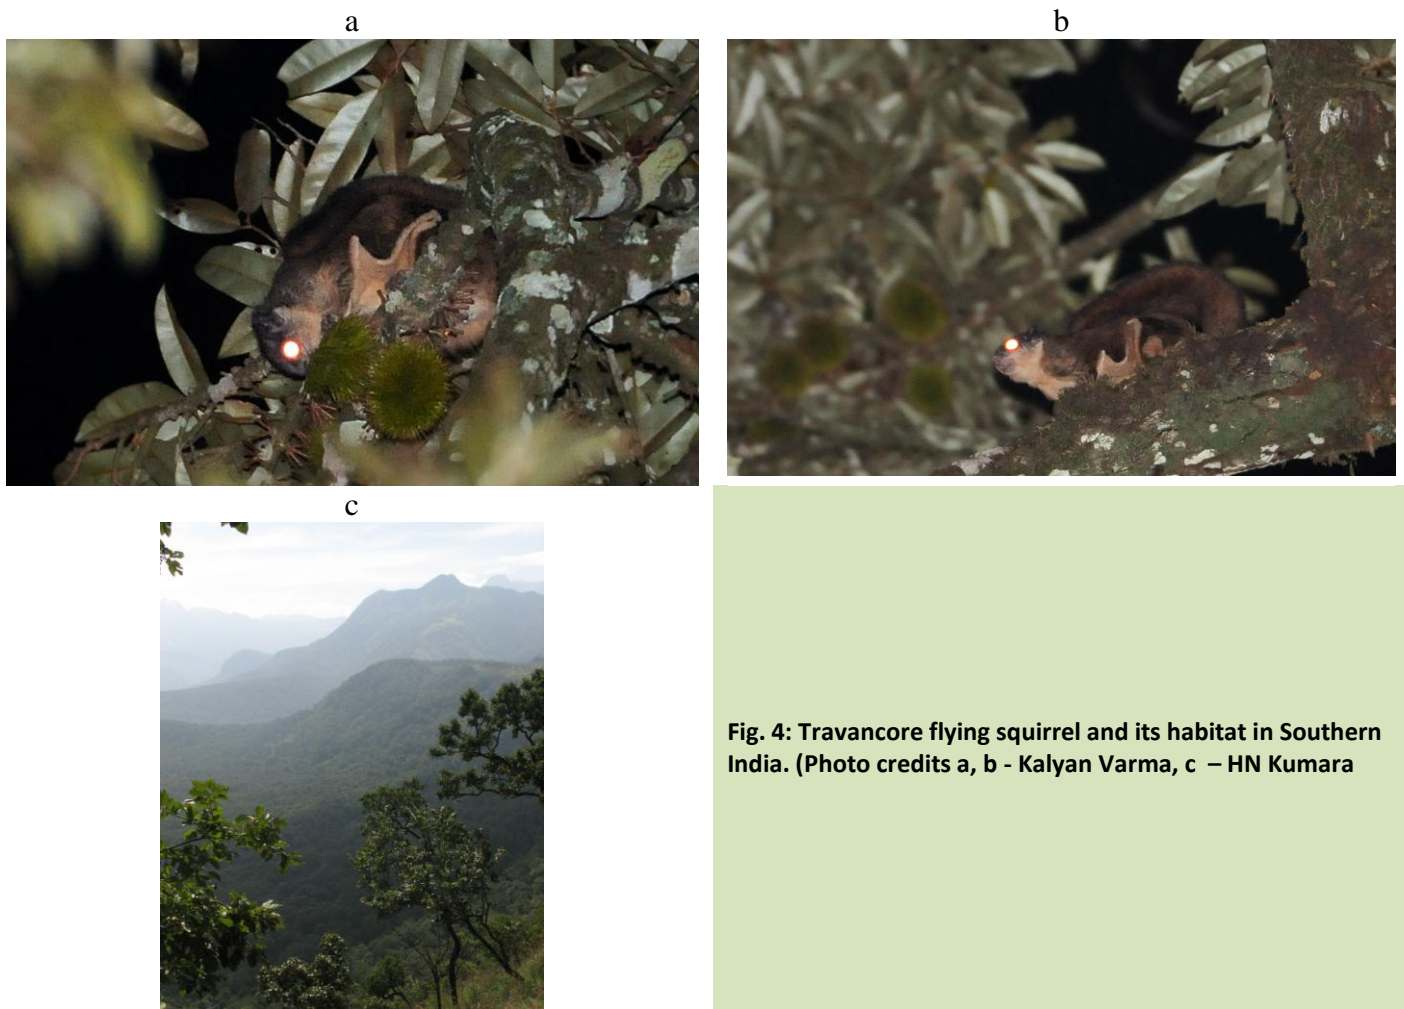 a
b
c
Fig. 4: Travancore flying squirrel and its habitat in Southern
India. (Photo credits a, b - Kalyan Varma, c – HN Kumara